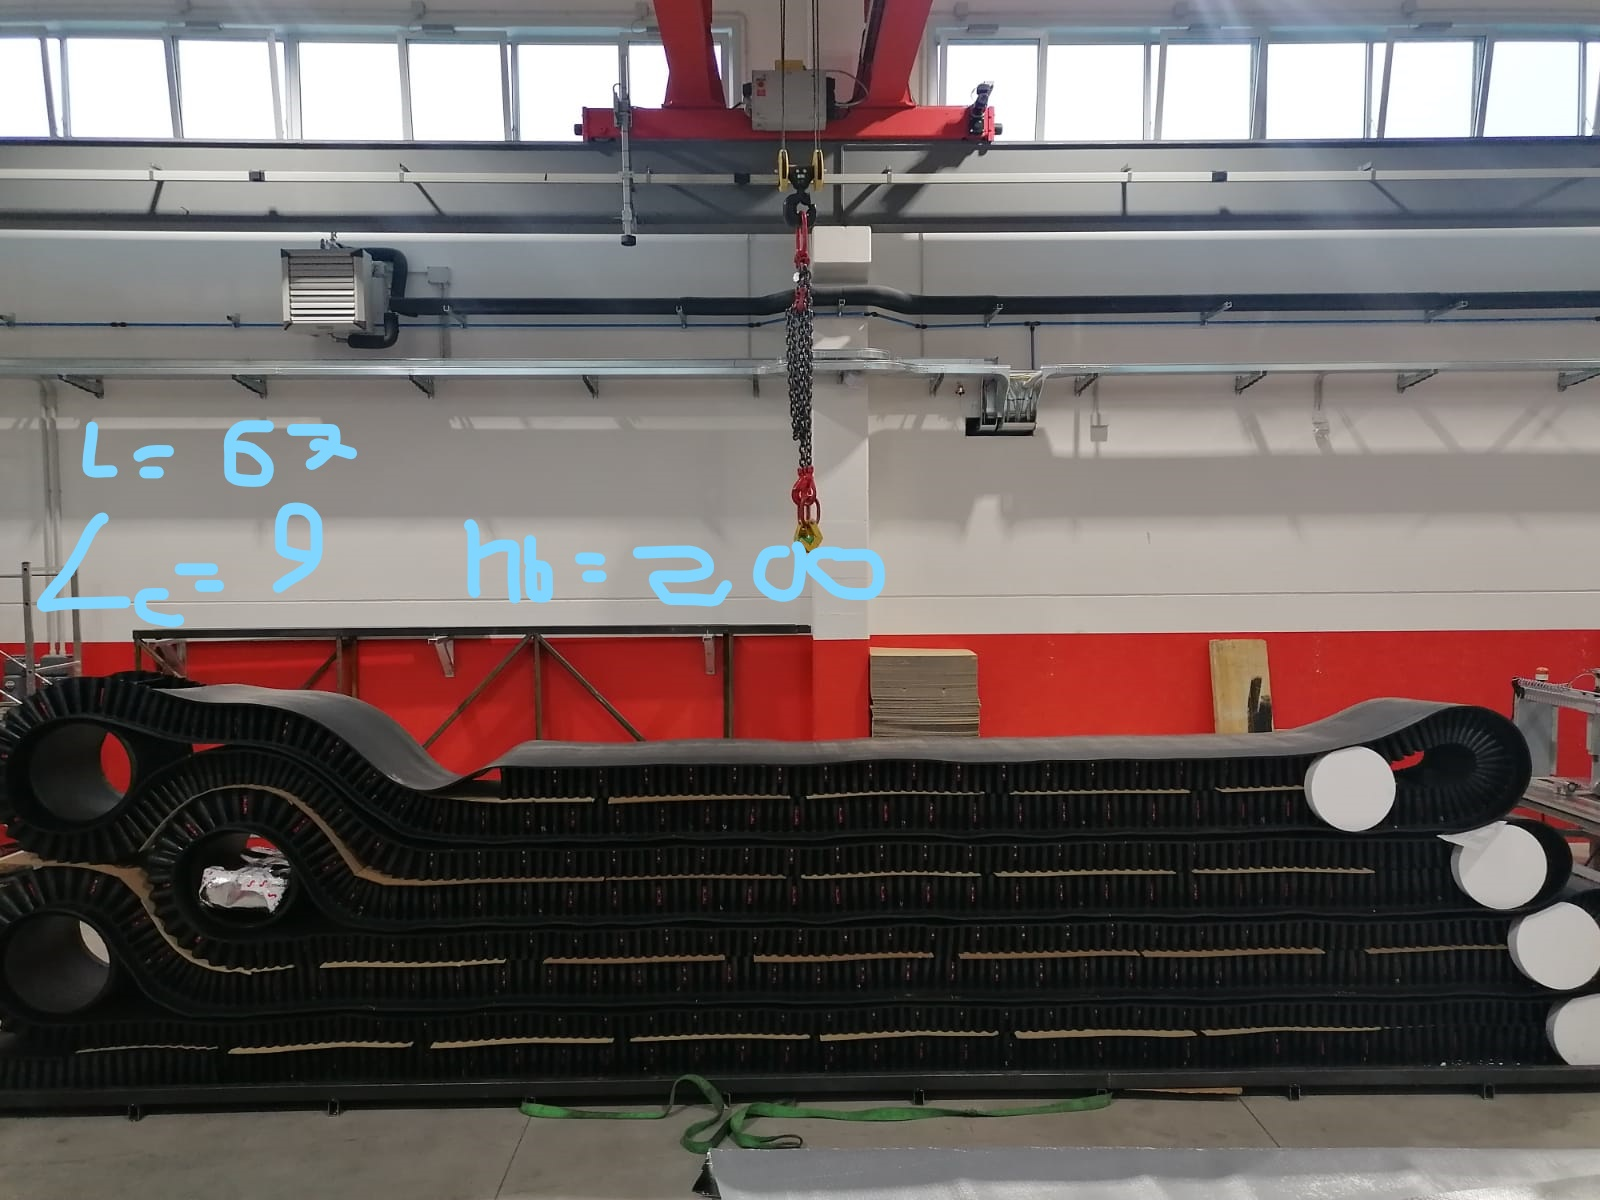 L = 67
Lc = 9
hb = 200